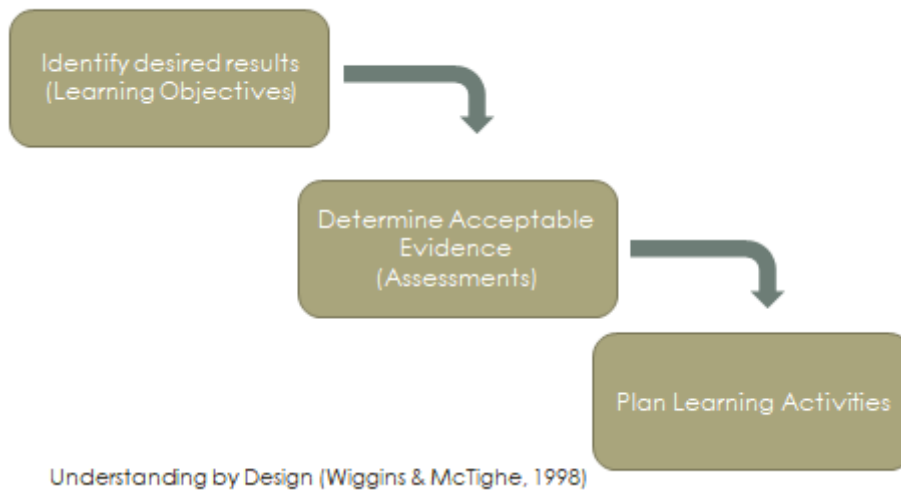 Identify desired results
(Learning Objectives)
Determine Acceptable
Evidence
(Assessments)
Plan Learning Activities
Understanding by Design (Wiggins & McTighe, 1998)